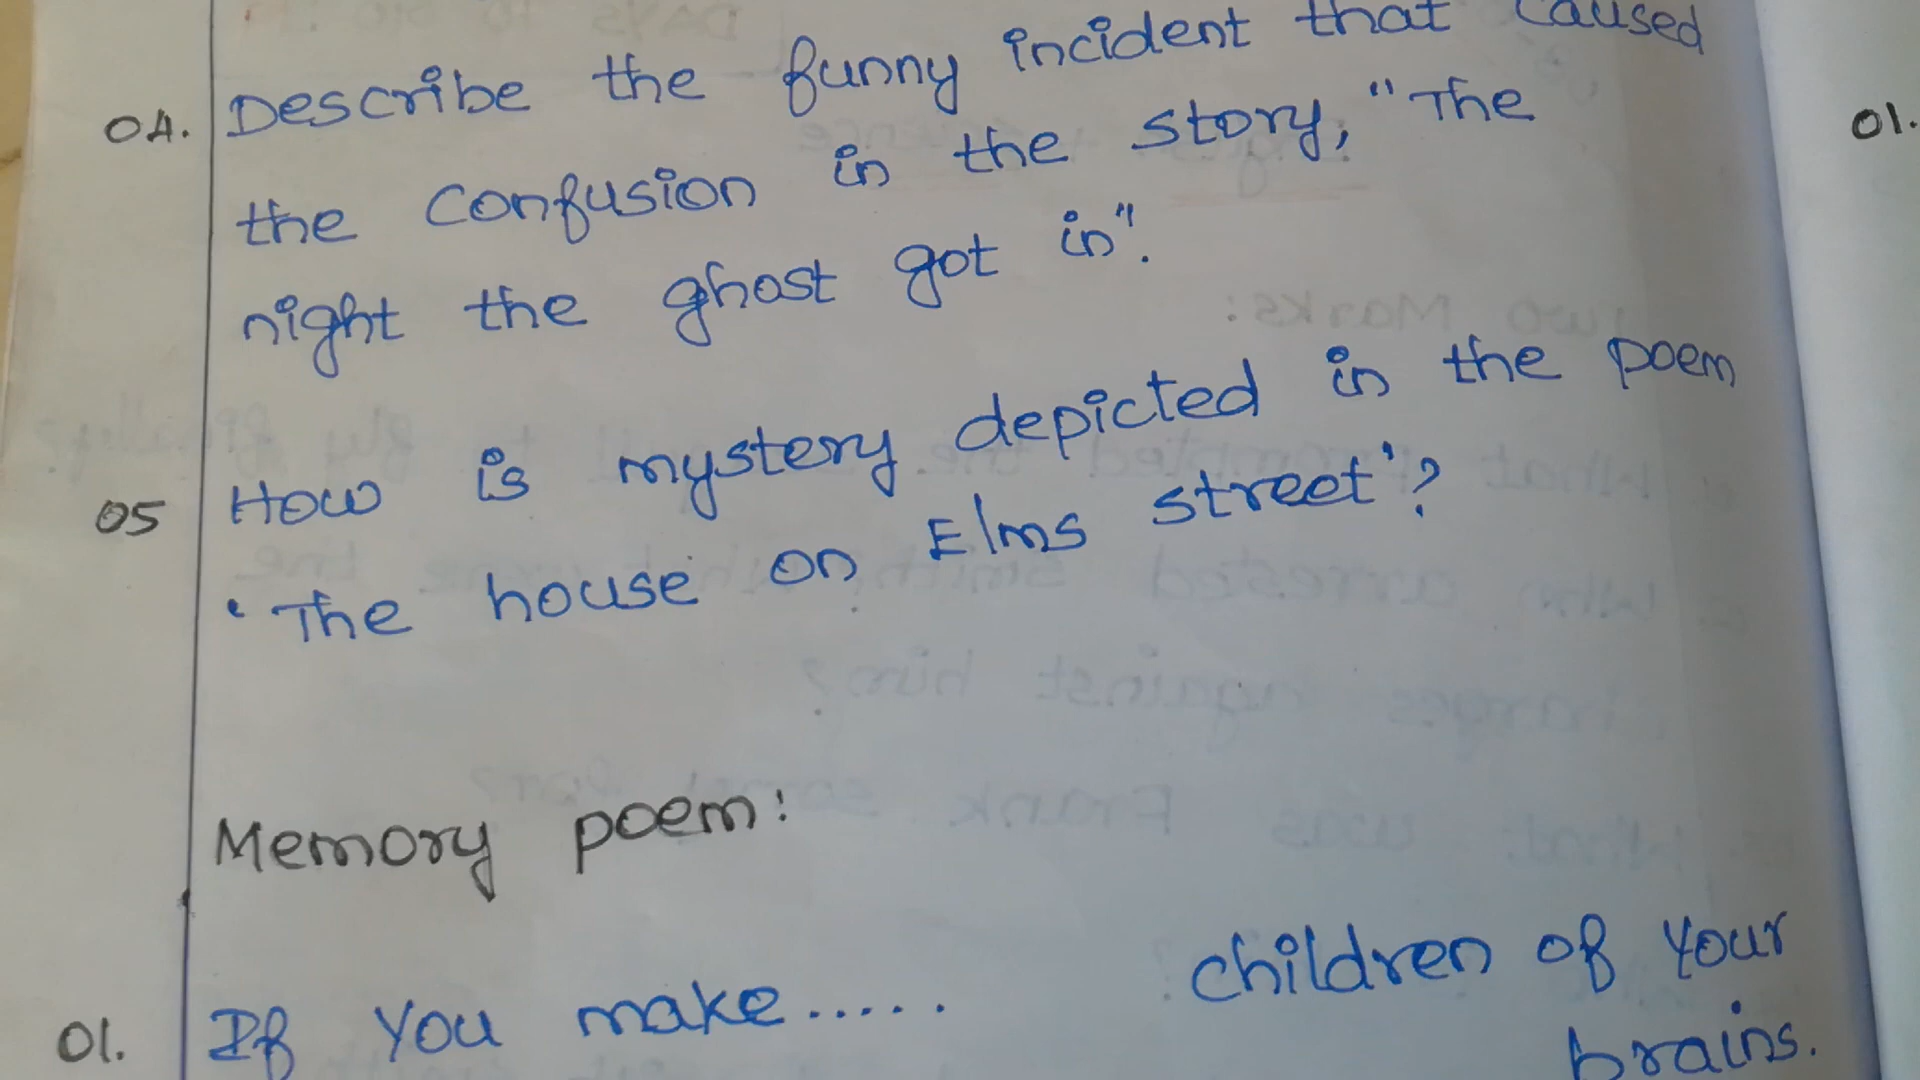 04. Describe the funny incident that caused
the confusion in the story, "The
night the ghost got in".
05 How is mystery depicted in the poem
'The house on Elms street'?
Memory poem:
01. If you make..... children of your
brains.
01.